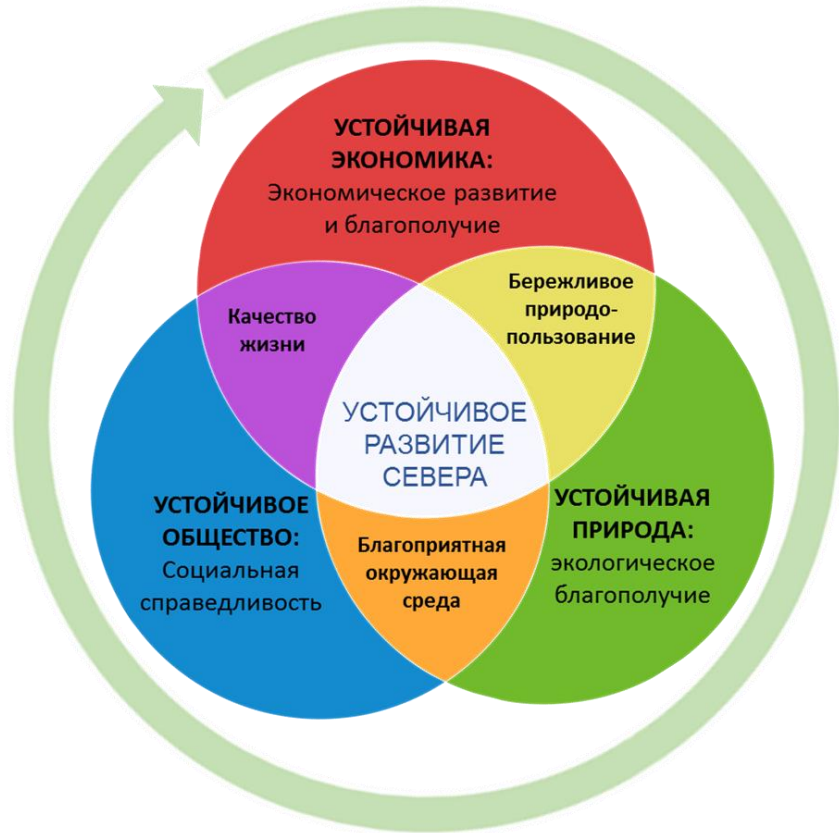 УСТОЙЧИВАЯ
ЭКОНОМИКА:
Экономическое развитие
и благополучие
Качество
жизни
Бережливое
природо-
пользование
УСТОЙЧИВОЕ
РАЗВИТИЕ
СЕВЕРА
УСТОЙЧИВОЕ
ОБЩЕСТВО:
Социальная
справедливость
Благоприятная
окружающая
среда
УСТОЙЧИВАЯ
ПРИРОДА:
экологическое
благополучие